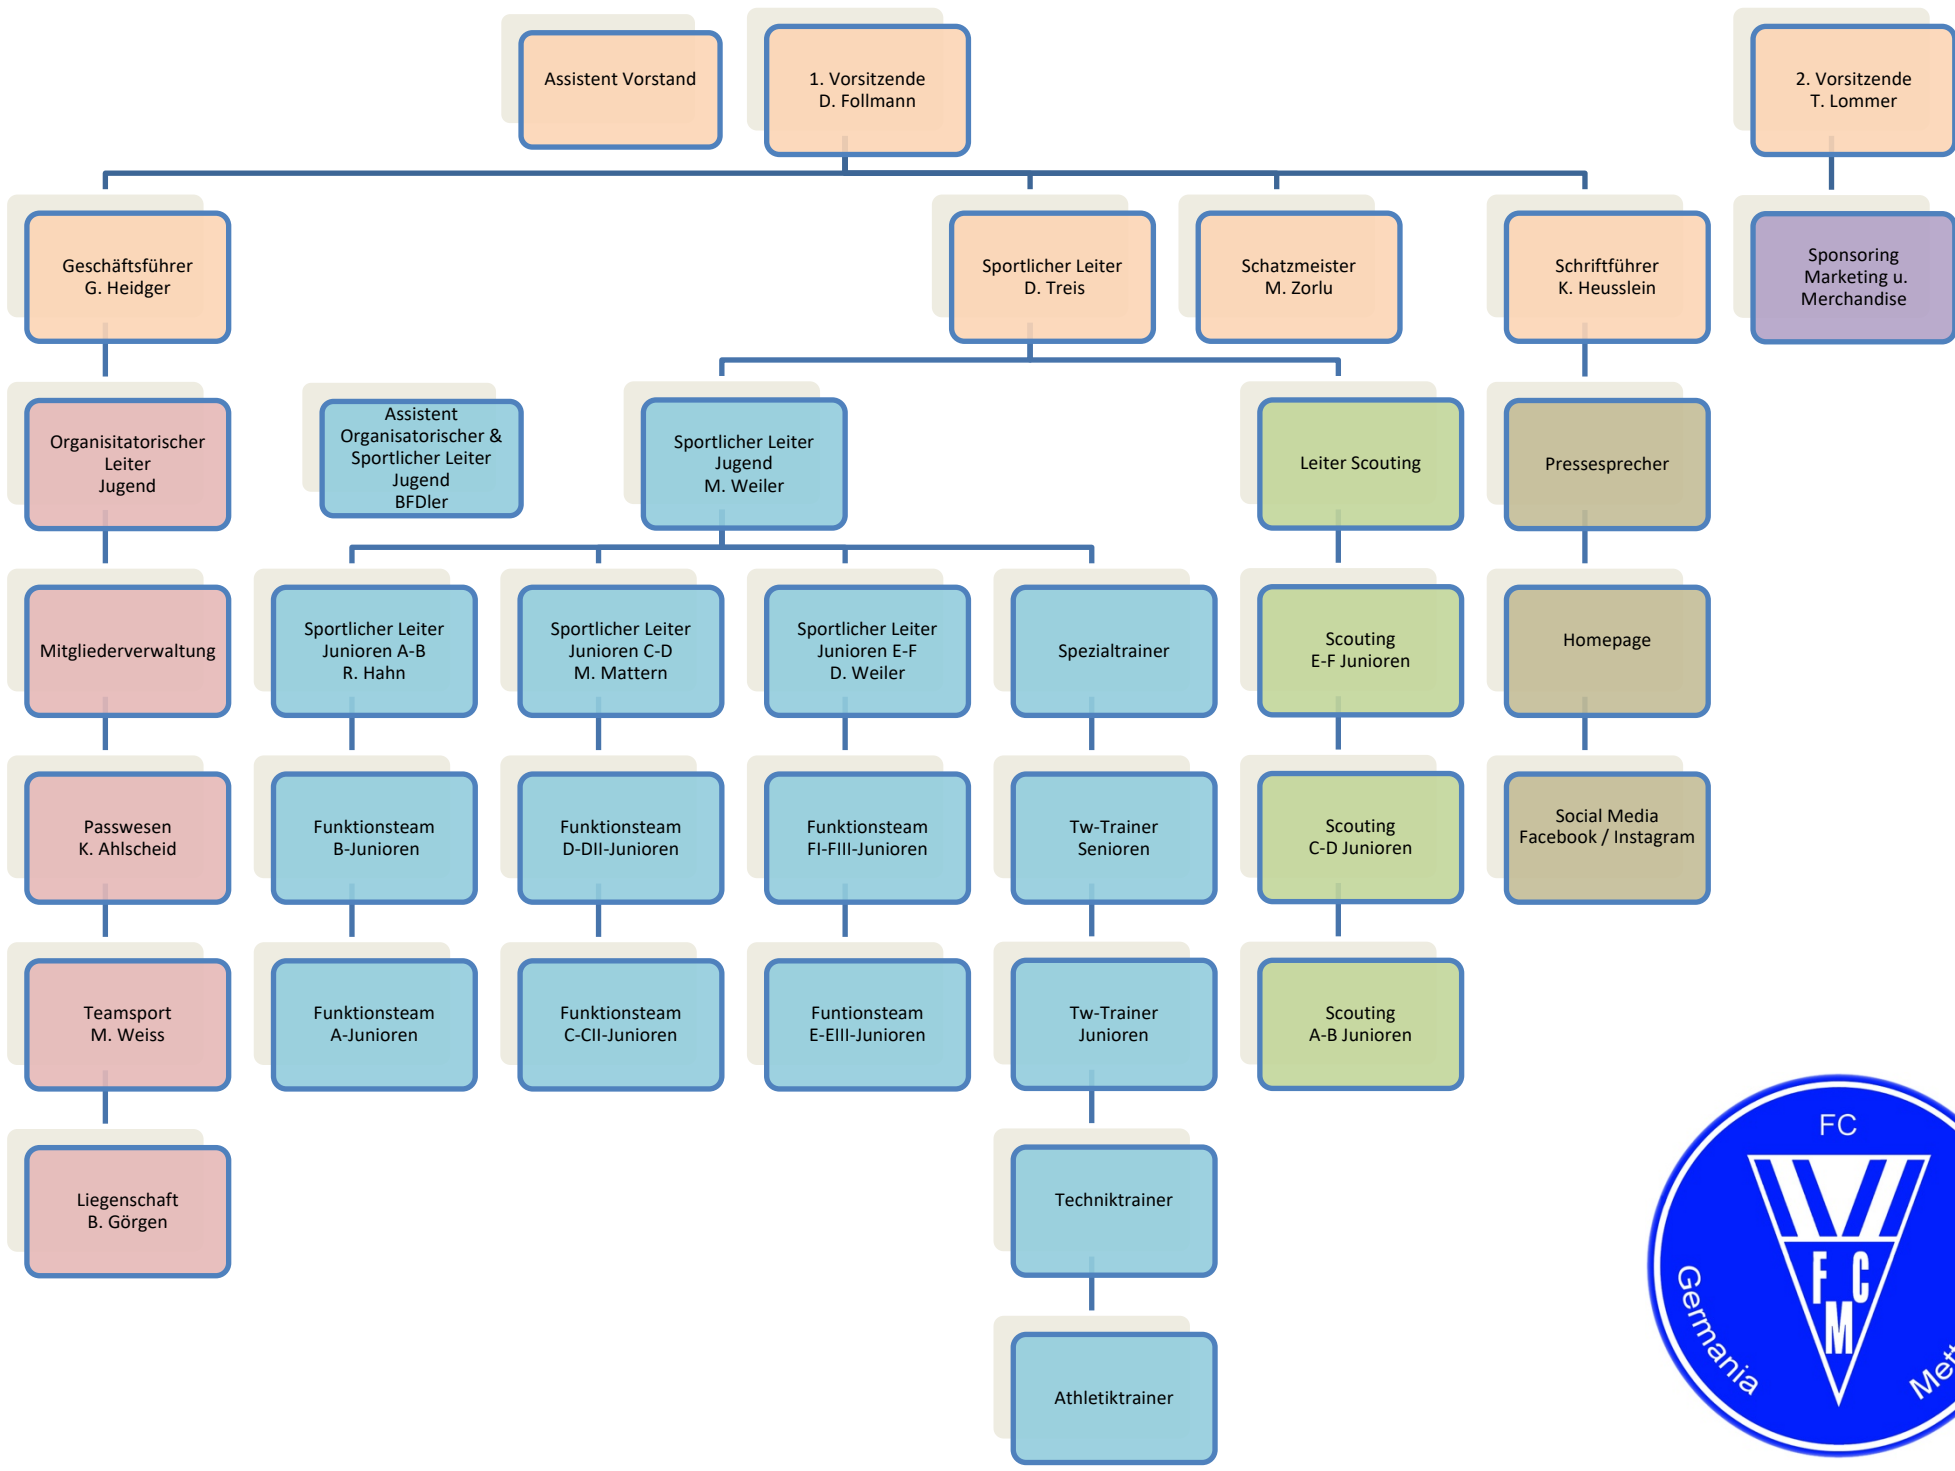 Assistent Vorstand
1. Vorsitzende
D. Follmann
2. Vorsitzende
T. Lommer
Geschäftsführer
G. Heidger
Sportlicher Leiter
D. Treis
Schatzmeister
M. Zorlu
Schriftführer
K. Heusslein
Sponsoring
Marketing u.
Merchandise
Organisitatorischer
Leiter
Jugend
Assistent
Organisatorischer &
Sportlicher Leiter
Jugend
BFDler
Sportlicher Leiter
Jugend
M. Weiler
Leiter Scouting
Pressesprecher
Mitgliederverwaltung
Sportlicher Leiter
Junioren A-B
R. Hahn
Sportlicher Leiter
Junioren C-D
M. Mattern
Sportlicher Leiter
Junioren E-F
D. Weiler
Spezialtrainer
Scouting
E-F Junioren
Homepage
Passwesen
K. Ahlscheid
Funktionsteam
B-Junioren
Funktionsteam
D-DII-Junioren
Funktionsteam
FI-FIII-Junioren
Tw-Trainer
Senioren
Scouting
C-D Junioren
Social Media
Facebook / Instagram
Teamsport
M. Weiss
Funktionsteam
A-Junioren
Funktionsteam
C-CII-Junioren
Funtionsteam
E-EIII-Junioren
Tw-Trainer
Junioren
Scouting
A-B Junioren
Liegenschaft
B. Görgen
Techniktrainer
Athletiktrainer
FC
F C
M
Germania
Mett